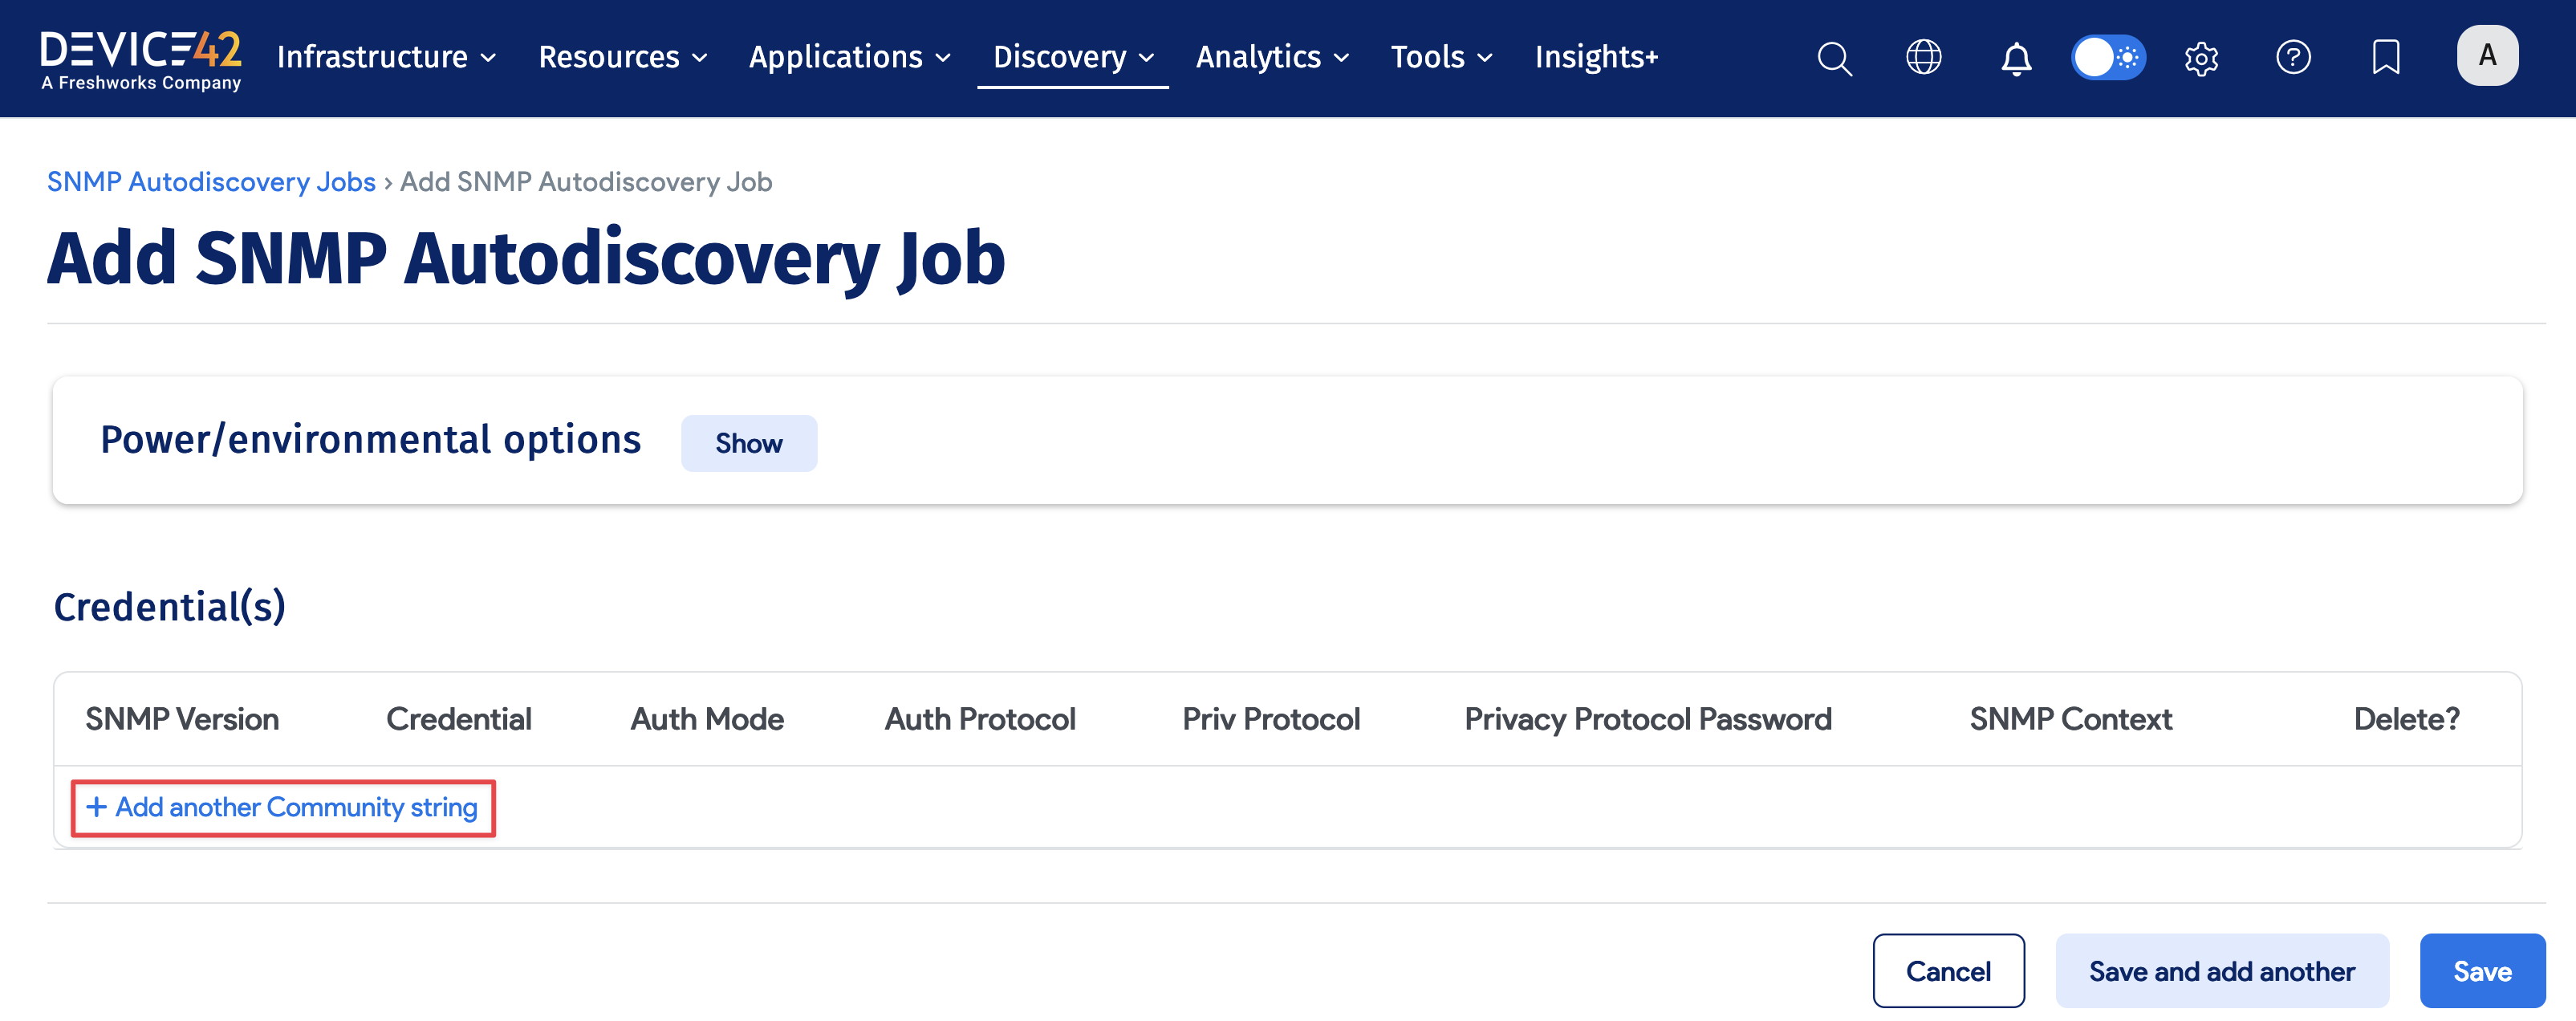 DEVICE42
A Freshworks Company
Infrastructure Resources Applications Discovery Analytics Tools Insights+
A
SNMP Autodiscovery Jobs › Add SNMP Autodiscovery Job
Add SNMP Autodiscovery Job
Power/environmental options Show
Credential(s)
SNMP Version Credential Auth Mode Auth Protocol Priv Protocol Privacy Protocol Password SNMP Context Delete?
+ Add another Community string
Cancel Save and add another Save